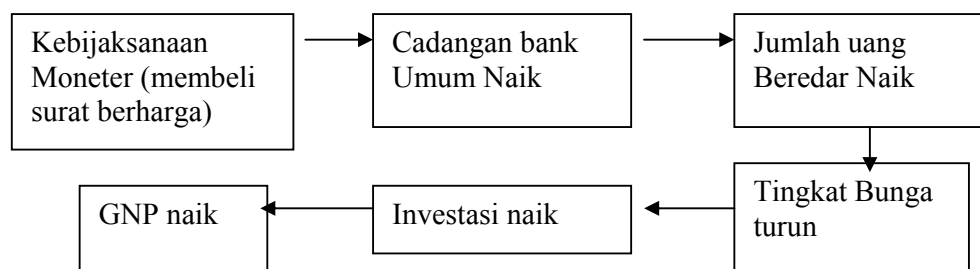 Kebijaksanaan
Moneter (membeli
surat berharga)
Cadangan bank
Umum Naik
Jumlah uang
Beredar Naik
Tingkat Bunga
turun
Investasi naik
GNP naik